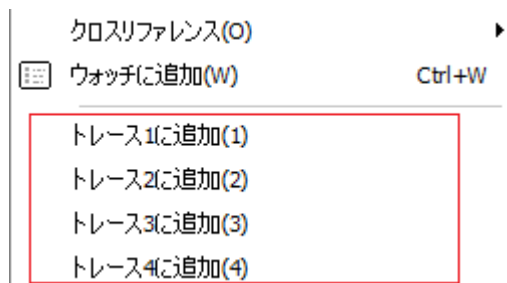 クロスリファレンス(O)
ウォッチに追加(W) Ctrl+W
トレース1に追加(1)
トレース2に追加(2)
トレース3に追加(3)
トレース4に追加(4)